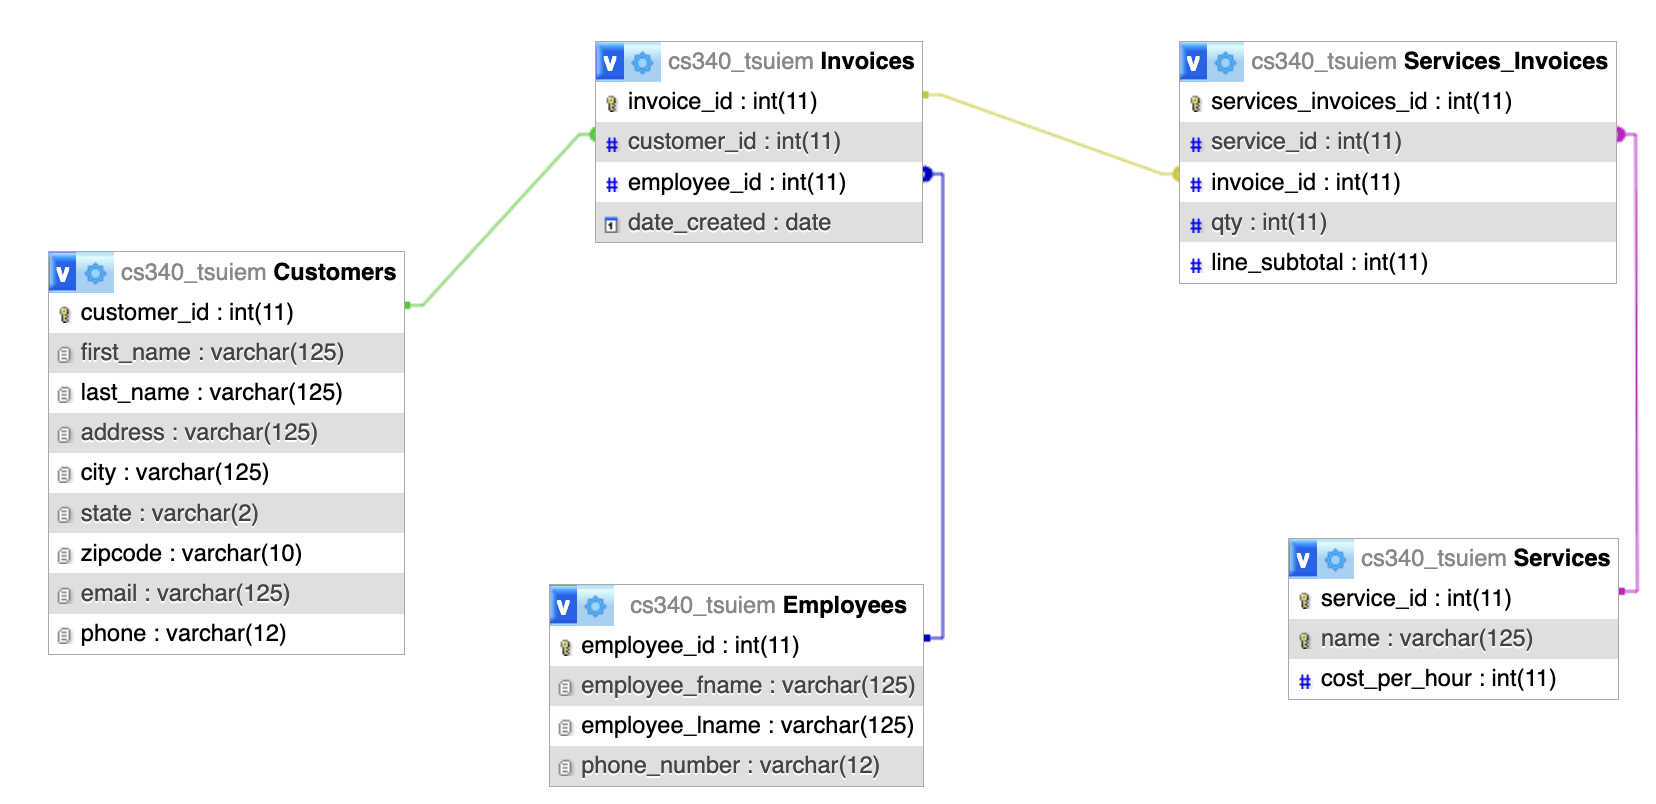 cs340_tsuiem Invoices
invoice_id : int(11)
customer_id : int(11)
employee_id : int(11)
date_created : date
cs340_tsuiem Services_Invoices
services_invoices_id : int(11)
service_id : int(11)
invoice_id : int(11)
qty : int(11)
line_subtotal : int(11)
cs340_tsuiem Customers
customer_id : int(11)
first_name : varchar(125)
last_name : varchar(125)
address : varchar(125)
city : varchar(125)
state : varchar(2)
zipcode : varchar(10)
email : varchar(125)
phone : varchar(12)
cs340_tsuiem Employees
employee_id : int(11)
employee_fname : varchar(125)
employee_lname : varchar(125)
phone_number : varchar(12)
cs340_tsuiem Services
service_id : int(11)
name : varchar(125)
cost_per_hour : int(11)